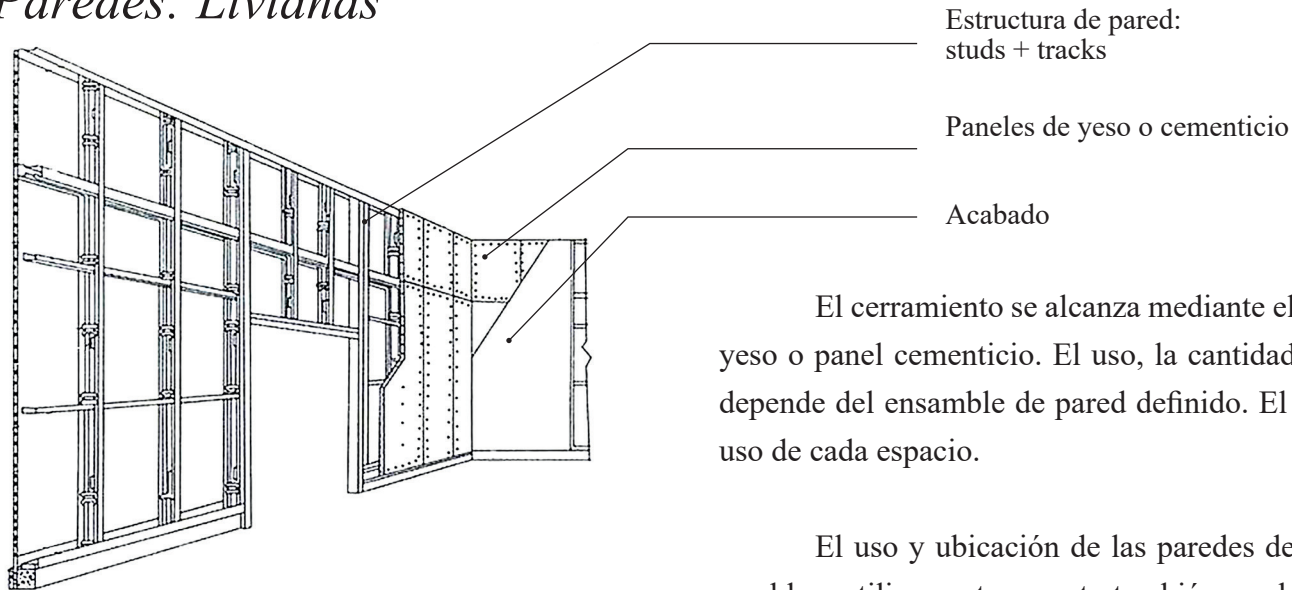 Paredes: Livianas
Estructura de pared:
studs + tracks
Paneles de yeso o cementicio
Acabado
El cerramiento se alcanza mediante el
yeso o panel cementicio. El uso, la cantidad
depende del ensamble de pared definido. El
uso de cada espacio.
El uso y ubicación de las paredes de